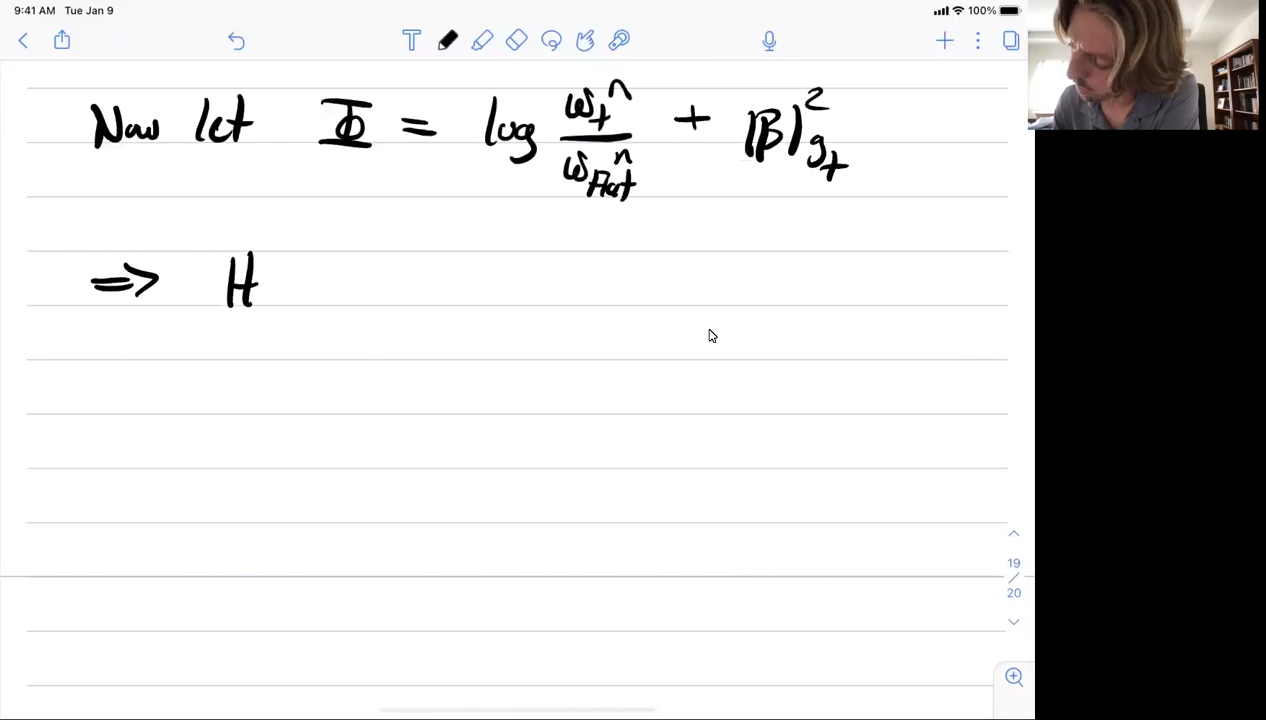 9:41 AM Tue Jan 9
100%
Now let Φ = log ω_t^n / ω_Flat^n + |β|^2_{g_t}
⇒ H
19
/
20